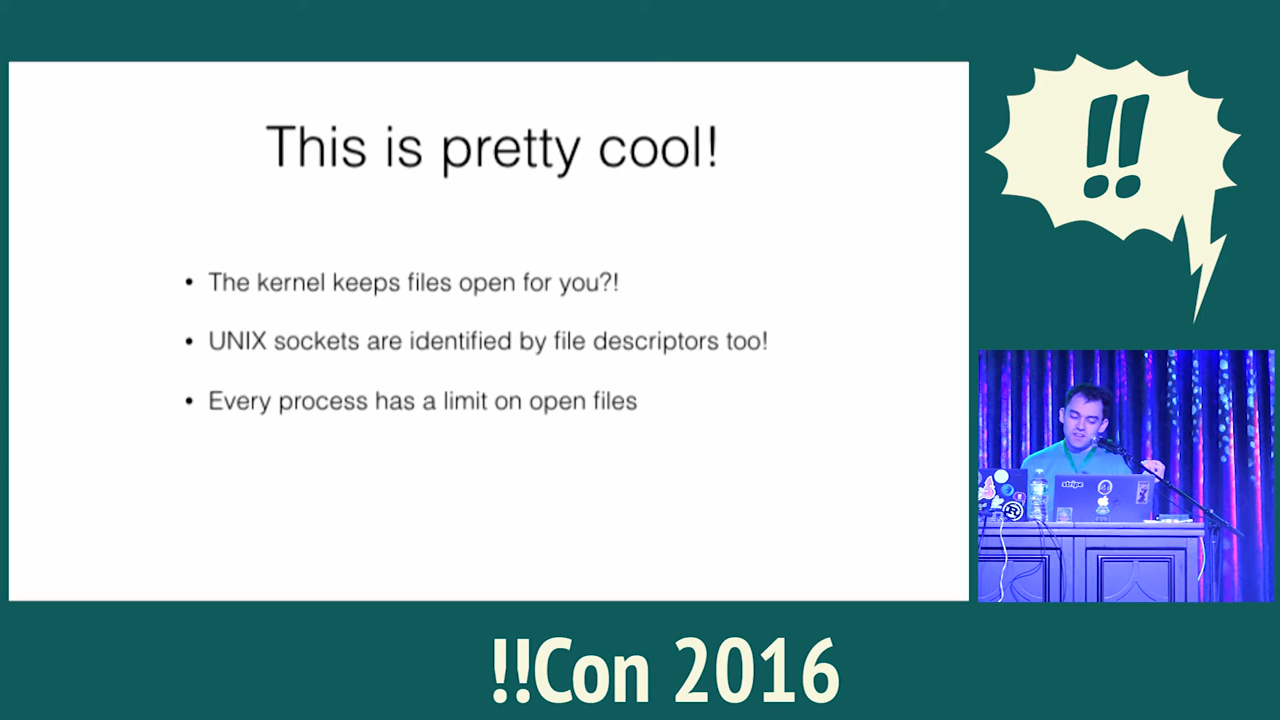 This is pretty cool!
!!
• The kernel keeps files open for you?!
• UNIX sockets are identified by file descriptors too!
• Every process has a limit on open files
stripe
!!Con 2016